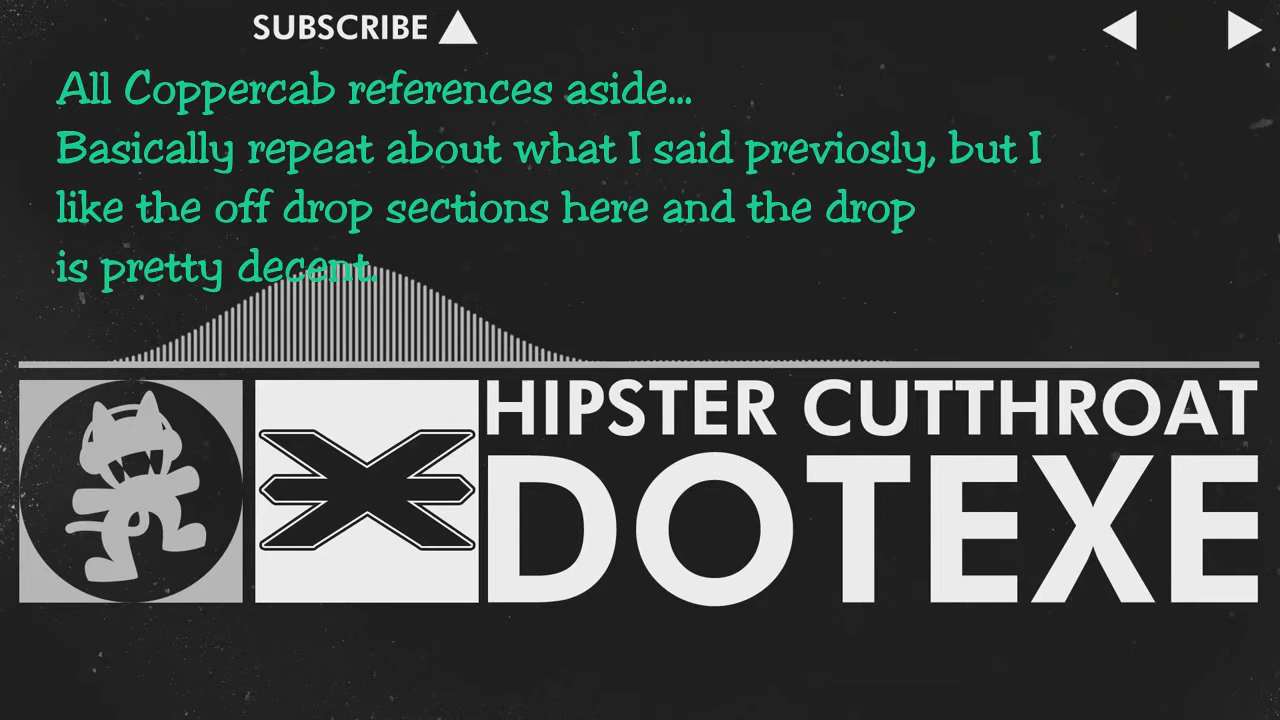 SUBSCRIBE
All Coppercab references aside...
Basically repeat about what I said previosly, but I
like the off drop sections here and the drop
is pretty decent.
HIPSTER CUTTHROAT
DOTEXE